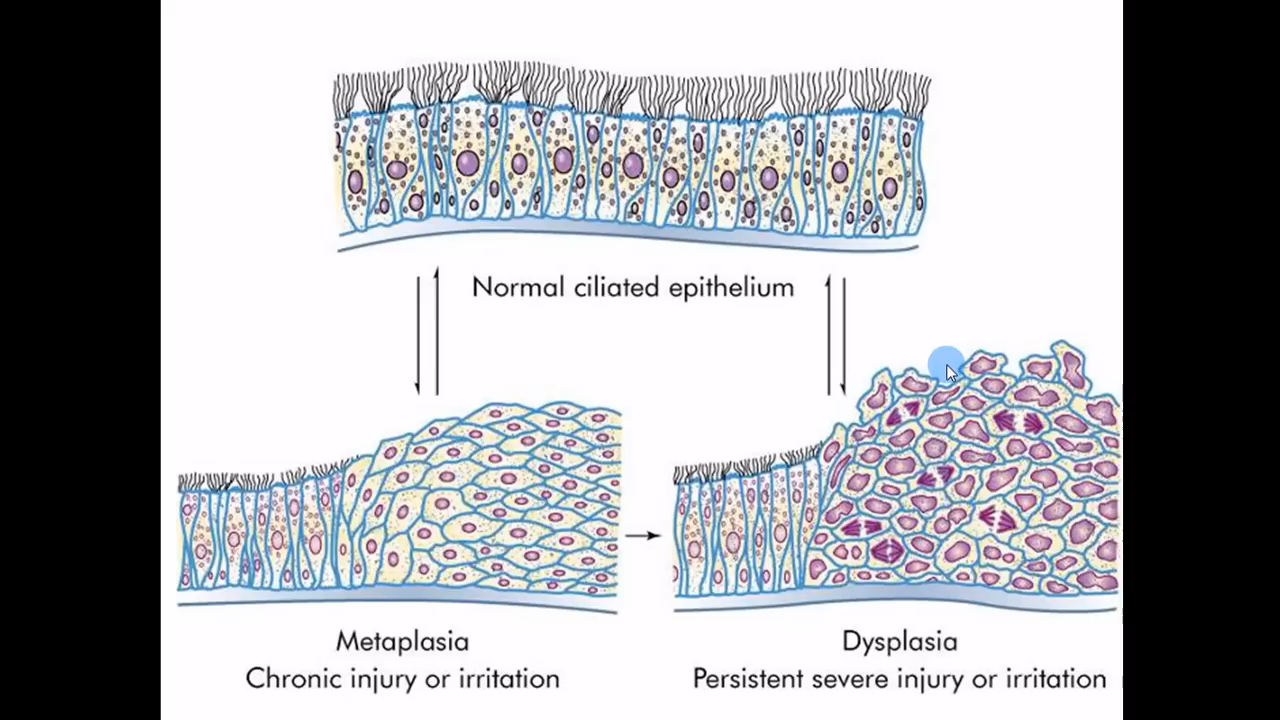 Normal ciliated epithelium
Metaplasia
Chronic injury or irritation
Dysplasia
Persistent severe injury or irritation